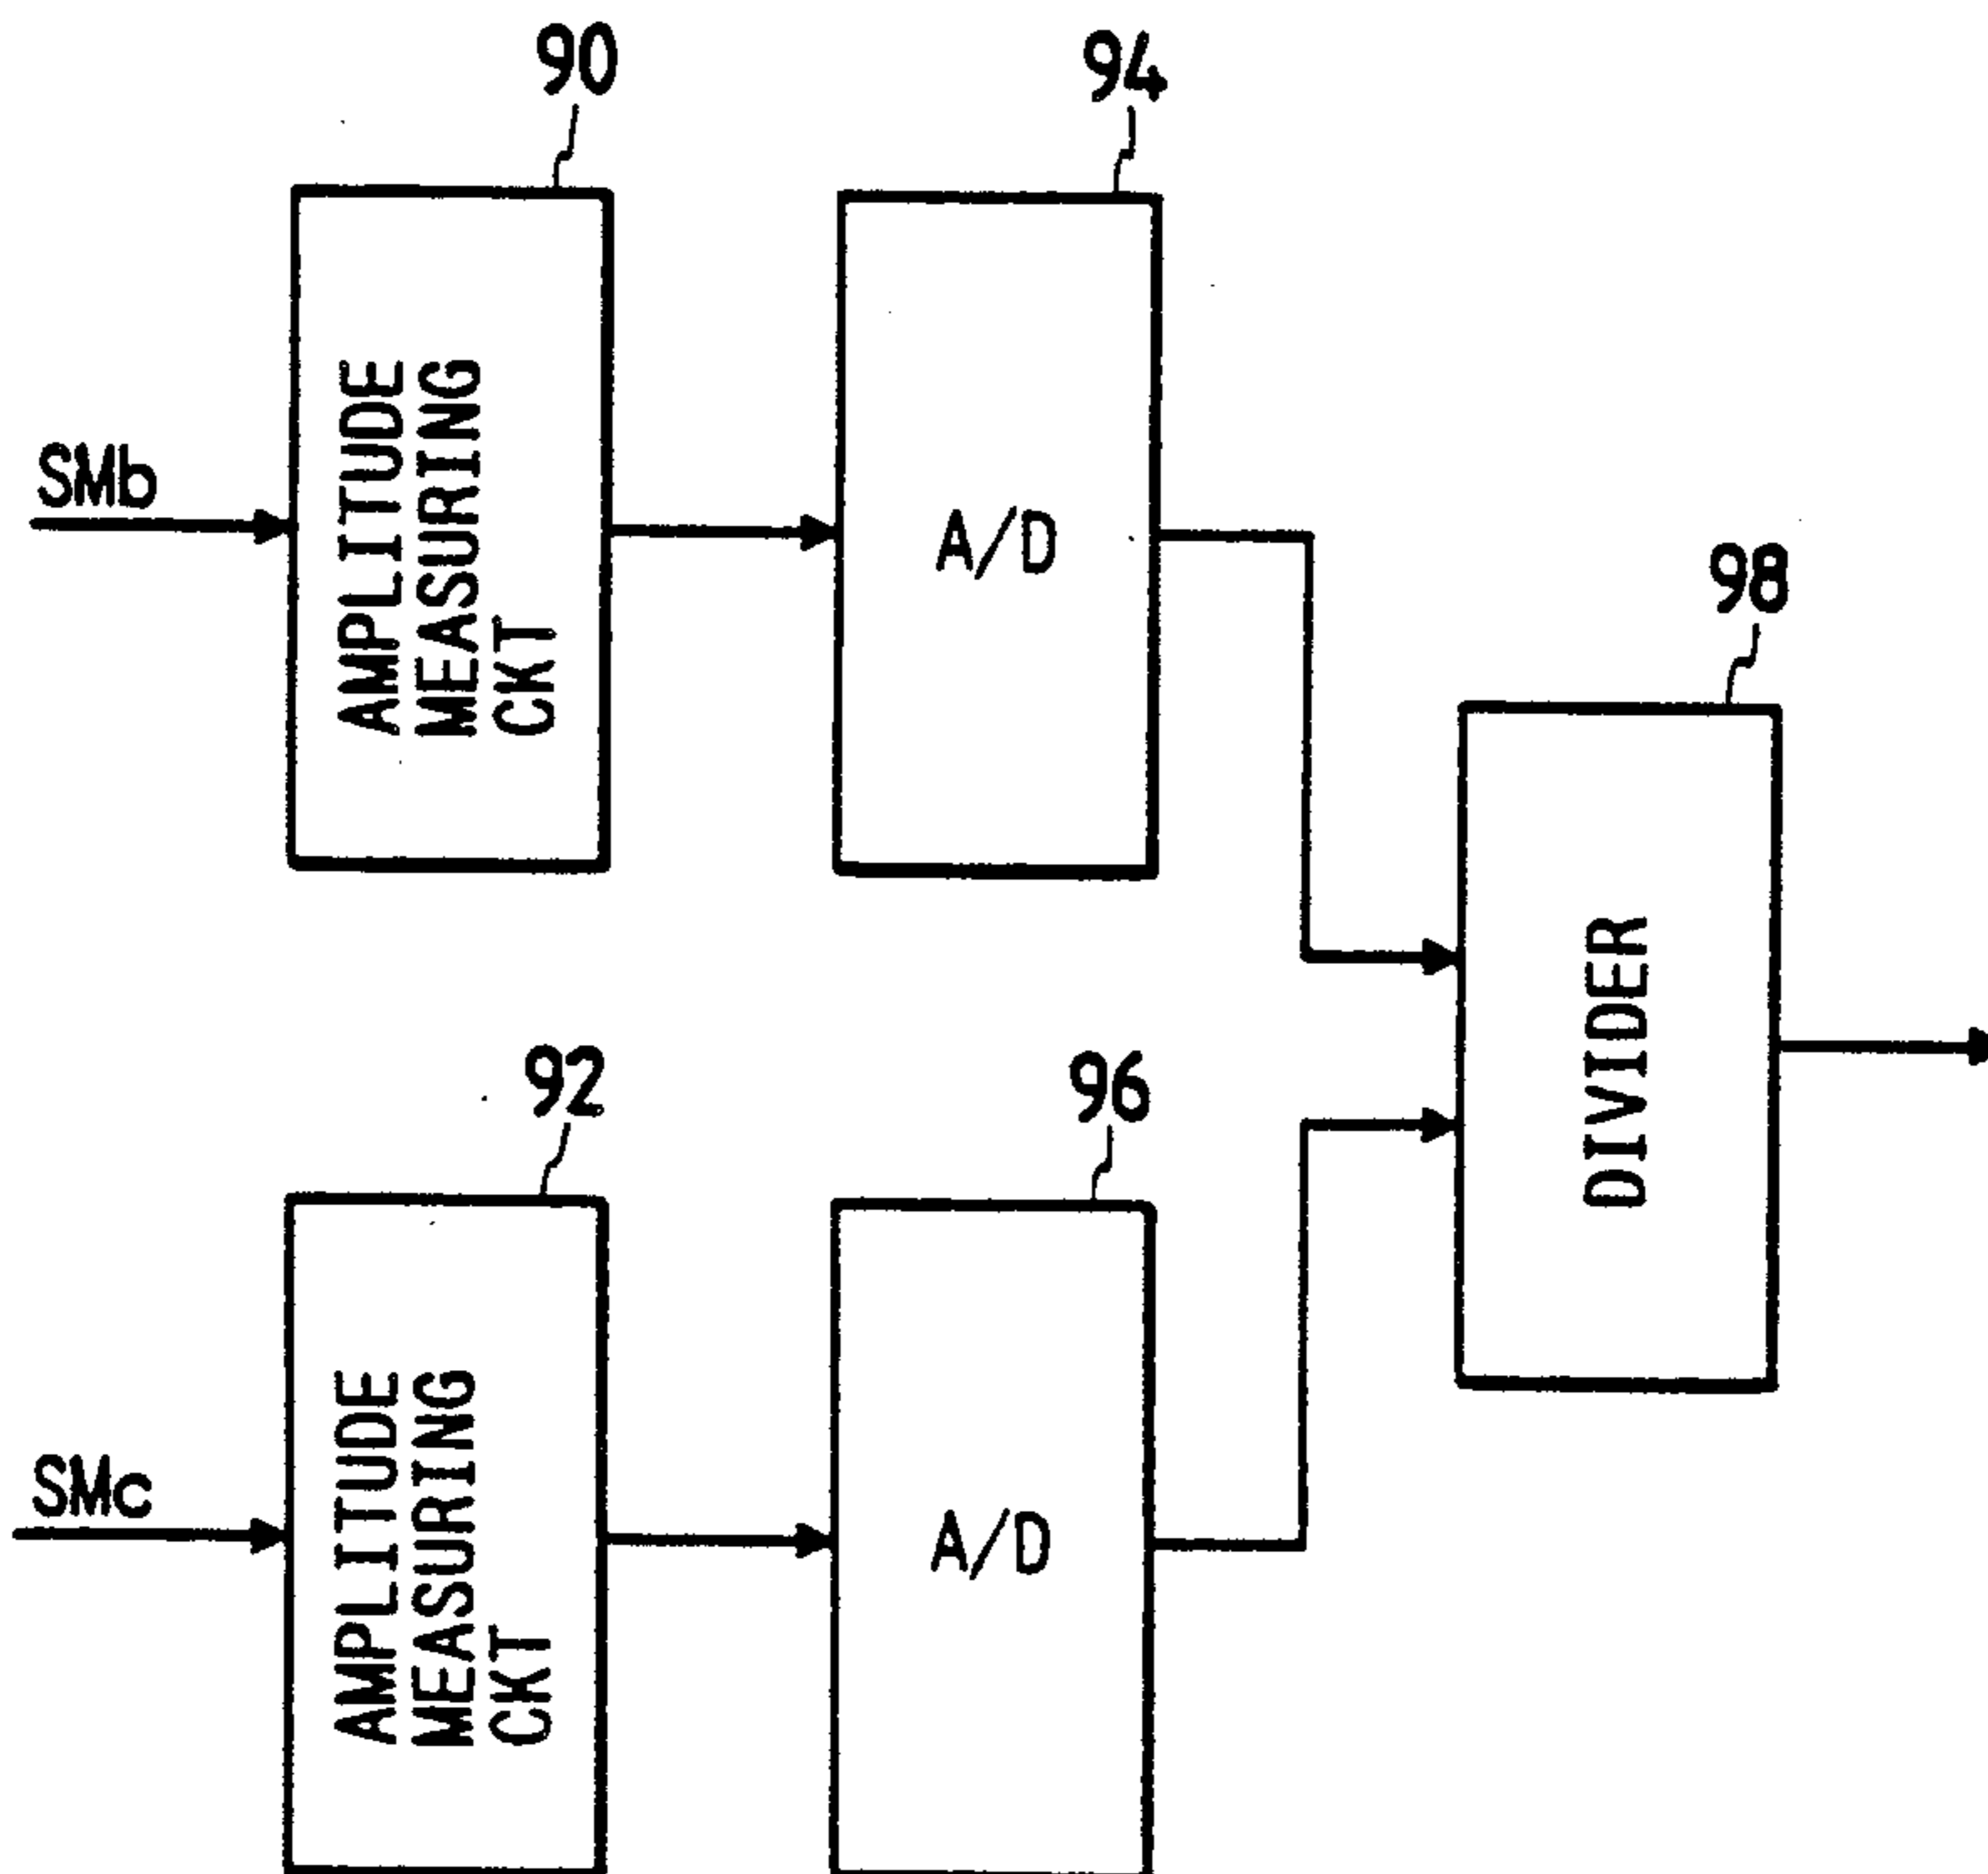 90
94
SMb
AMPLITUDE
MEASURING
CKT
A/D
98
DIVIDER
92
96
SMc
AMPLITUDE
MEASURING
CKT
A/D